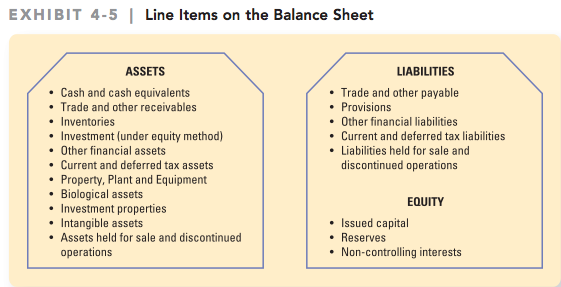 EXHIBIT 4-5 | Line Items on the Balance Sheet
ASSETS
• Cash and cash equivalents
• Trade and other receivables
• Inventories
• Investment (under equity method)
• Other financial assets
• Current and deferred tax assets
• Property, Plant and Equipment
• Biological assets
• Investment properties
• Intangible assets
• Assets held for sale and discontinued
operations
LIABILITIES
• Trade and other payable
• Provisions
• Other financial liabilities
• Current and deferred tax liabilities
• Liabilities held for sale and
discontinued operations
EQUITY
• Issued capital
• Reserves
• Non-controlling interests